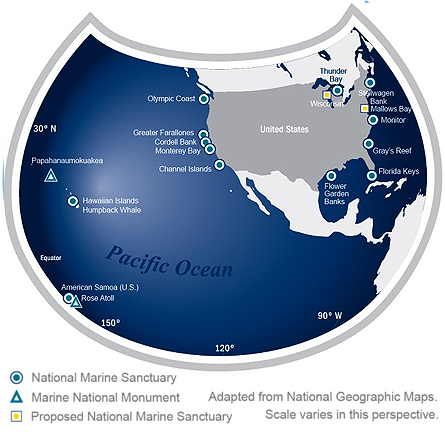 Thunder
Bay
Stellwagen
Bank
Olympic Coast
Wisconsin
Mallows Bay
Monitor
30° N
Greater Farallones
Cordell Bank
Monterey Bay
United States
Gray's Reef
Papahanaumokuakea
Channel Islands
Florida Keys
Flower
Garden
Banks
Hawaiian Islands
Humpback Whale
Pacific Ocean
Equator
American Samoa (U.S.)
Rose Atoll
150°
120°
90° W
National Marine Sanctuary
Marine National Monument
Proposed National Marine Sanctuary
Adapted from National Geographic Maps.
Scale varies in this perspective.